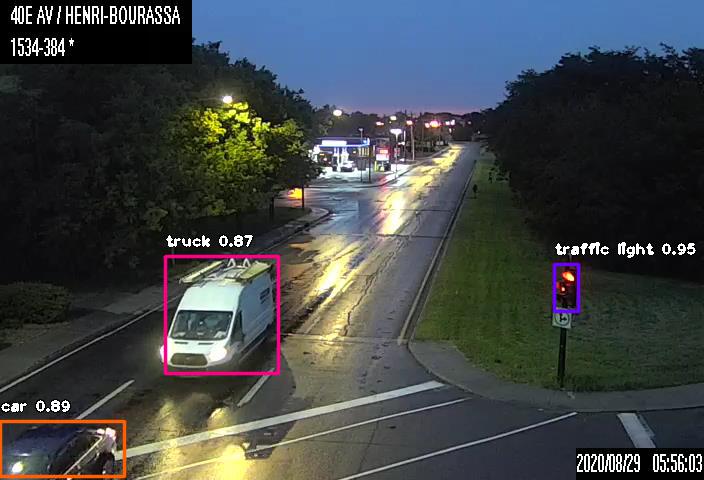 40E AV / HENRI-BOURASSA
1534-384 *
truck 0.87
traffic light 0.95
car 0.89
2020/08/29 05:56:03